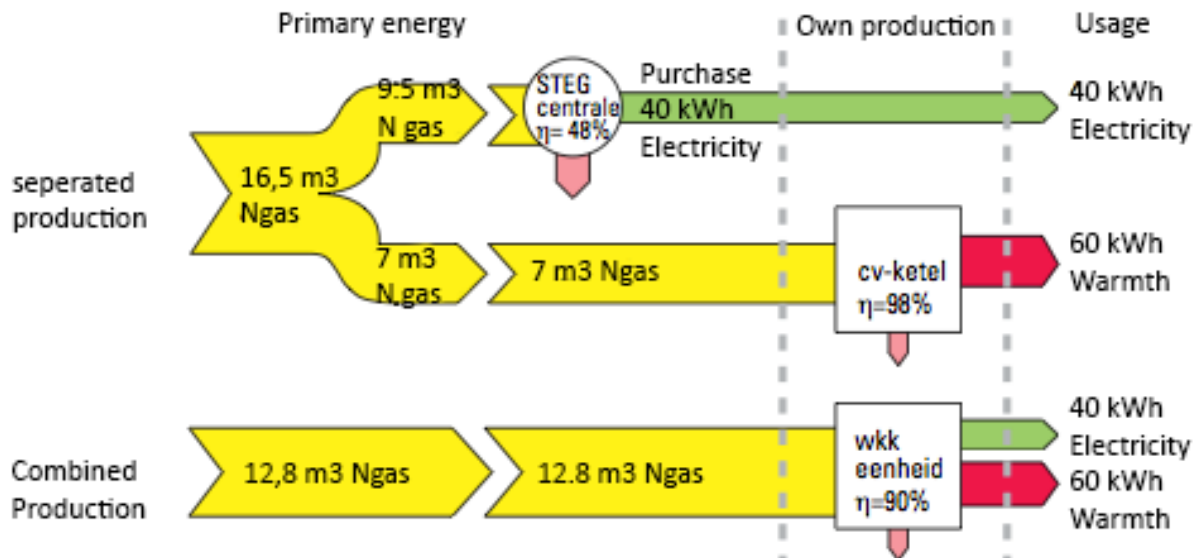 Primary energy
Own production
Usage
9.5 m3
N gas
STEG
centrale
η= 48%
Purchase
40 kWh
Electricity
40 kWh
Electricity
seperated
production
16,5 m3
Ngas
7 m3
N gas
7 m3 Ngas
cv-ketel
η=98%
60 kWh
Warmth
Combined
Production
12,8 m3 Ngas
12.8 m3 Ngas
wkk
eenheid
η=90%
40 kWh
Electricity
60 kWh
Warmth